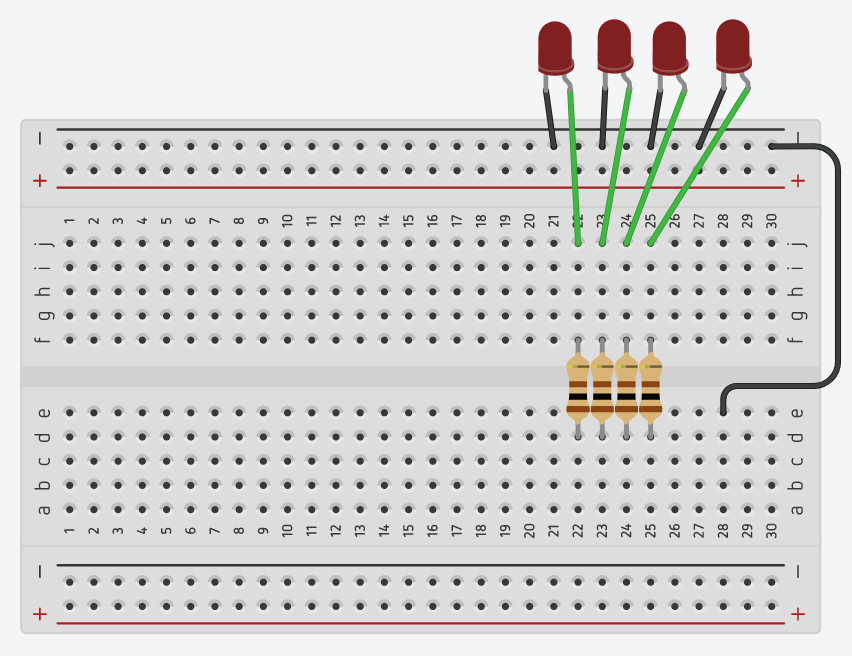 − −
+ +
1 2 3 4 5 6 7 8 9 10 11 12 13 14 15 16 17 18 19 20 21 22 23 24 25 26 27 28 29 30
j j
i i
h h
g g
f f
e e
d d
c c
b b
a a
1 2 3 4 5 6 7 8 9 10 11 12 13 14 15 16 17 18 19 20 21 22 23 24 25 26 27 28 29 30
− −
+ +